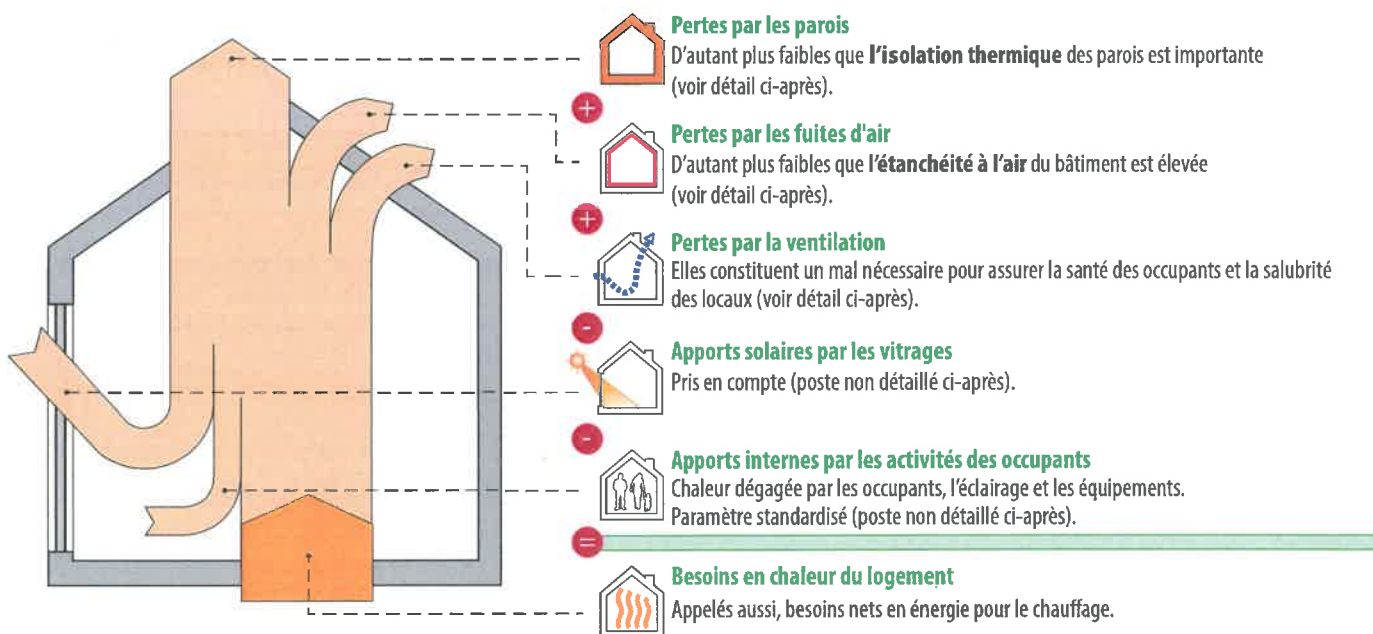 Pertes par les parois
D'autant plus faibles que l'isolation thermique des parois est importante
(voir détail ci-après).
+
Pertes par les fuites d'air
D'autant plus faibles que l'étanchéité à l'air du bâtiment est élevée
(voir détail ci-après).
+
Pertes par la ventilation
Elles constituent un mal nécessaire pour assurer la santé des occupants et la salubrité
des locaux (voir détail ci-après).
-
Apports solaires par les vitrages
Pris en compte (poste non détaillé ci-après).
-
Apports internes par les activités des occupants
Chaleur dégagée par les occupants, l'éclairage et les équipements.
Paramètre standardisé (poste non détaillé ci-après).
=
Besoins en chaleur du logement
Appelés aussi, besoins nets en énergie pour le chauffage.